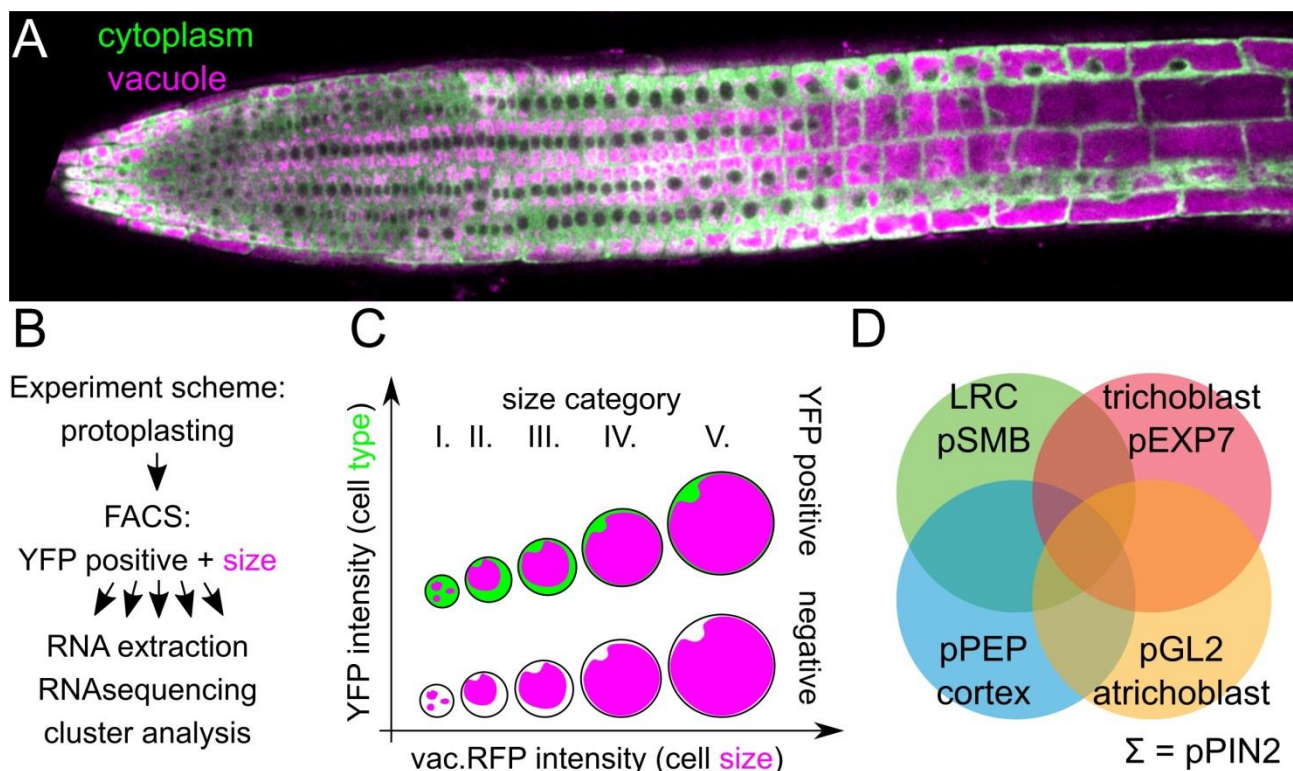 A
cytoplasm
vacuole
B
Experiment scheme:
protoplasting
FACS:
YFP positive + size
RNA extraction
RNAsequencing
cluster analysis
C
size category
I. II. III. IV. V.
YFP intensity (cell type)
YFP positive
negative
vac.RFP intensity (cell size)
D
LRC
pSMB
trichoblast
pEXP7
pPEP
cortex
pGL2
atrichoblast
Σ = pPIN2